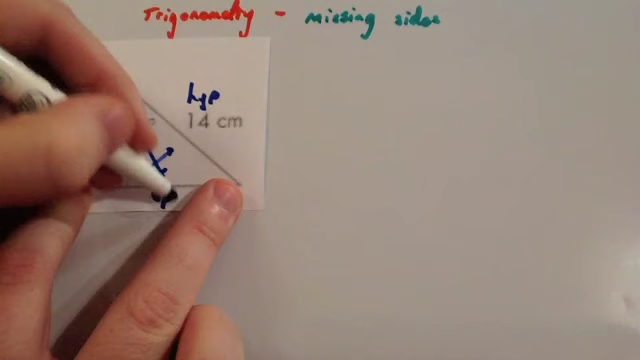 Trigonometry - missing sides
hyp
14 cm